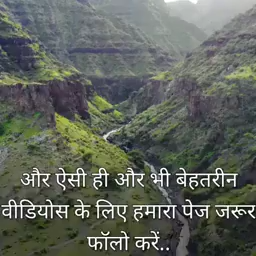 और ऐसी ही और भी बेहतरीन
वीडियोस के लिए हमारा पेज जरूर
फॉलो करें..